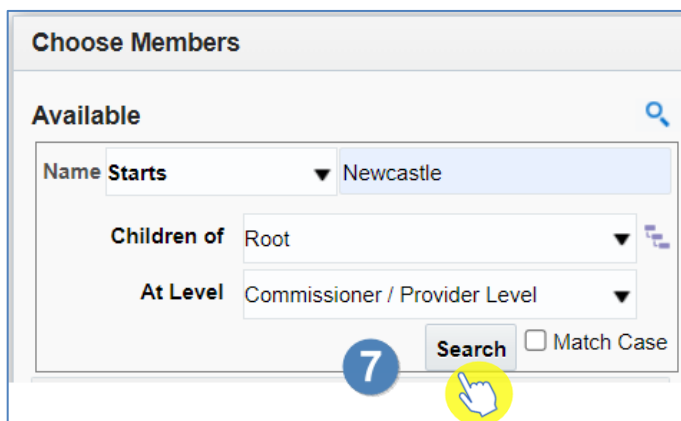 Choose Members
Available
Name Starts Newcastle
Children of Root
At Level Commissioner / Provider Level
7 Search Match Case